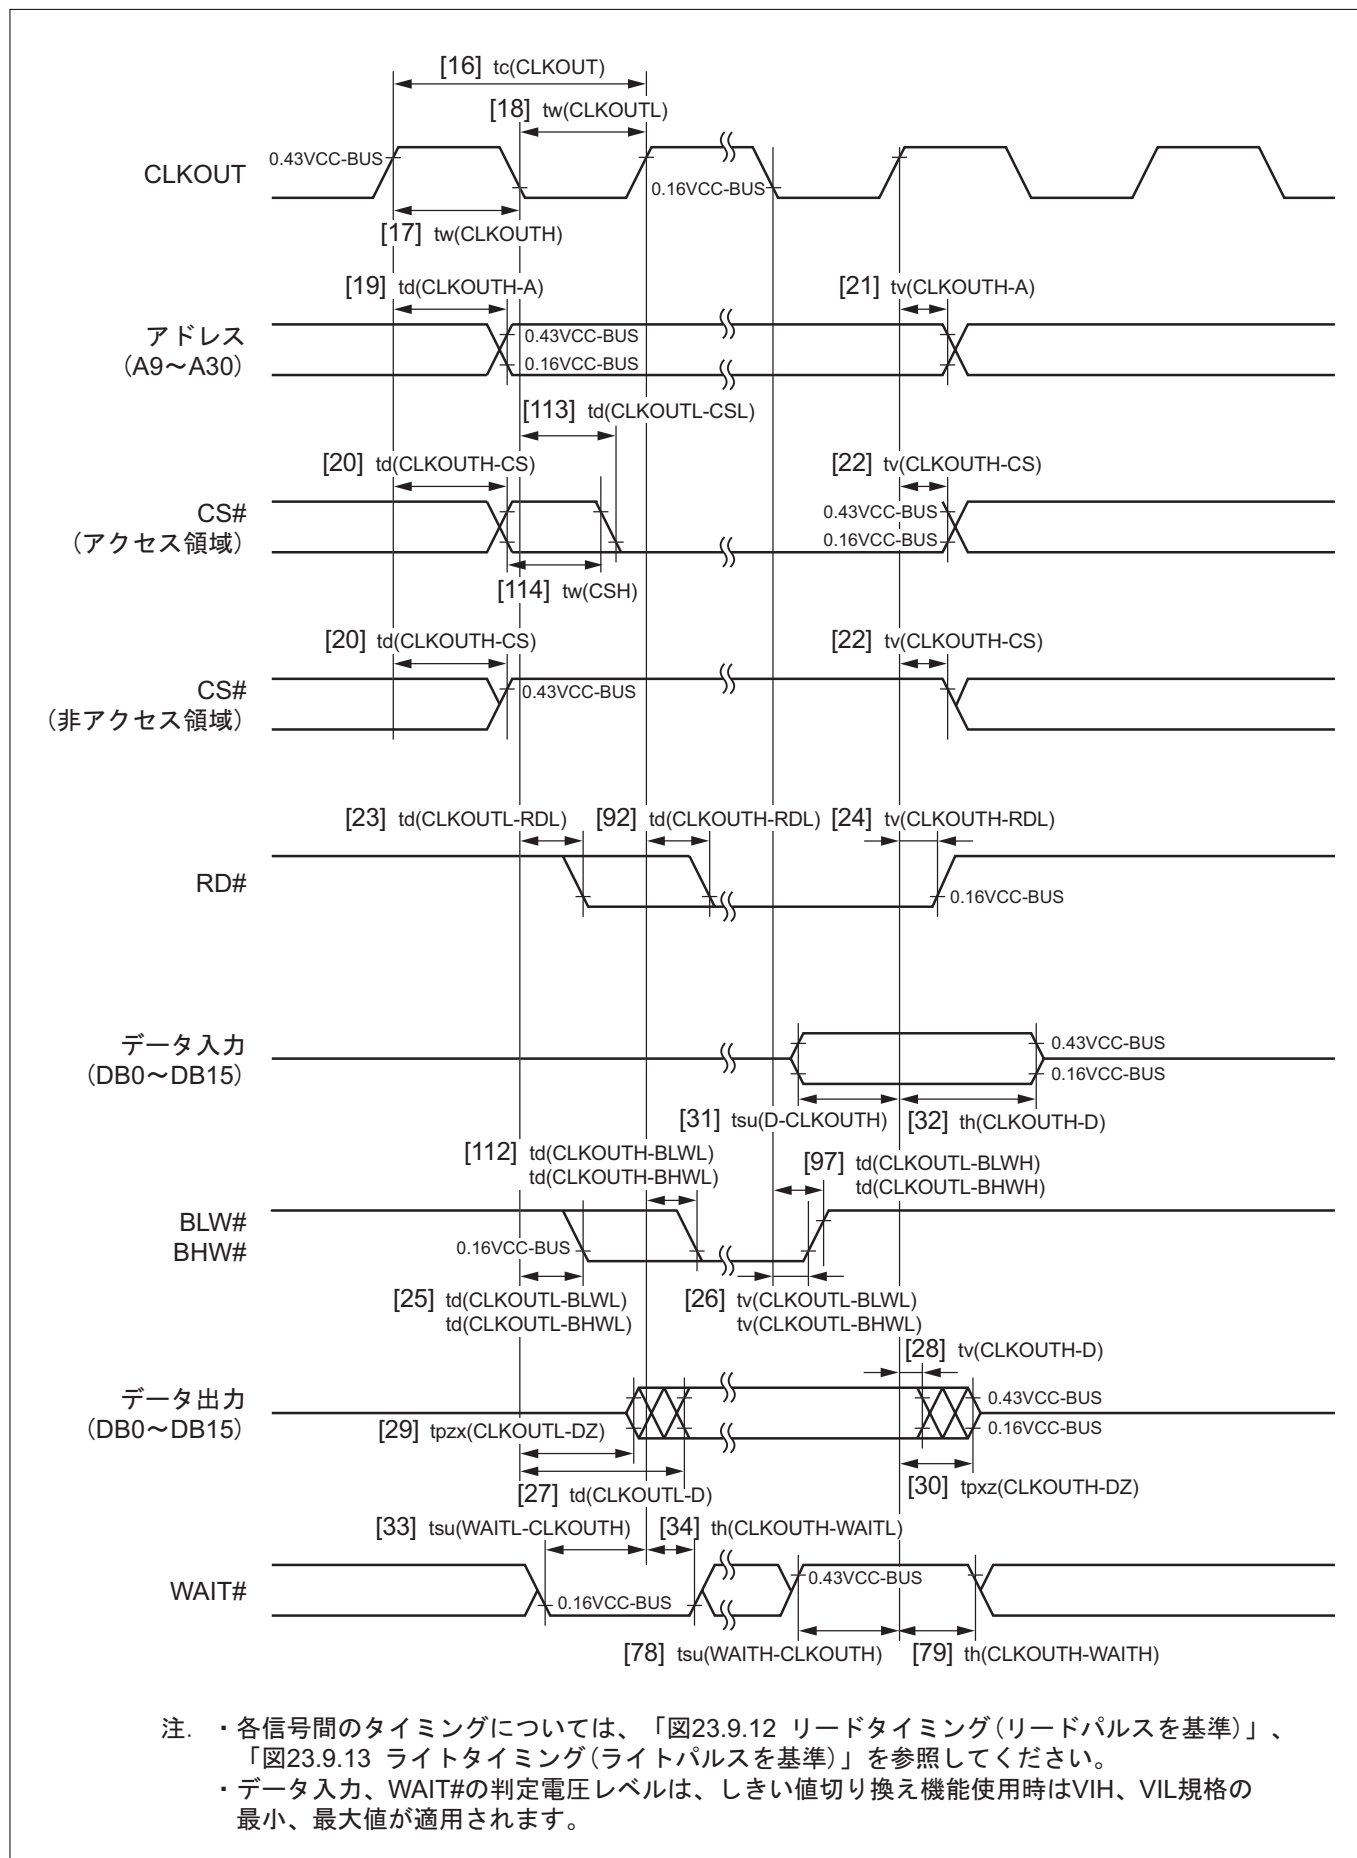 [16] tc(CLKOUT)
[18] tw(CLKOUTL)
0.43VCC-BUS
CLKOUT
0.16VCC-BUS
[17] tw(CLKOUTH)
[19] td(CLKOUTH-A)
[21] tv(CLKOUTH-A)
アドレス
(A9~A30)
0.43VCC-BUS
0.16VCC-BUS
[113] td(CLKOUTL-CSL)
[20] td(CLKOUTH-CS)
[22] tv(CLKOUTH-CS)
CS#
(アクセス領域)
0.43VCC-BUS
0.16VCC-BUS
[114] tw(CSH)
[20] td(CLKOUTH-CS)
[22] tv(CLKOUTH-CS)
CS#
(非アクセス領域)
0.43VCC-BUS
[23] td(CLKOUTL-RDL)
[92] td(CLKOUTH-RDL)
[24] tv(CLKOUTH-RDL)
RD#
0.16VCC-BUS
データ入力
(DB0~DB15)
0.43VCC-BUS
0.16VCC-BUS
[31] tsu(D-CLKOUTH)
[32] th(CLKOUTH-D)
[112] td(CLKOUTH-BLWL)
td(CLKOUTH-BHWL)
[97] td(CLKOUTL-BLWH)
td(CLKOUTL-BHWH)
BLW#
BHW#
0.16VCC-BUS
[25] td(CLKOUTL-BLWL)
td(CLKOUTL-BHWL)
[26] tv(CLKOUTL-BLWL)
tv(CLKOUTL-BHWL)
[28] tv(CLKOUTH-D)
データ出力
(DB0~DB15)
0.43VCC-BUS
0.16VCC-BUS
[29] tpzx(CLKOUTL-DZ)
[27] td(CLKOUTL-D)
[30] tpxz(CLKOUTH-DZ)
[33] tsu(WAITL-CLKOUTH)
[34] th(CLKOUTH-WAITL)
WAIT#
0.16VCC-BUS
0.43VCC-BUS
[78] tsu(WAITH-CLKOUTH)
[79] th(CLKOUTH-WAITH)
注. ・各信号間のタイミングについては、「図23.9.12 リードタイミング(リードパルスを基準)」、
「図23.9.13 ライトタイミング(ライトパルスを基準)」を参照してください。
・データ入力、WAIT#の判定電圧レベルは、しきい値切り換え機能使用時はVIH、VIL規格の
最小、最大値が適用されます。